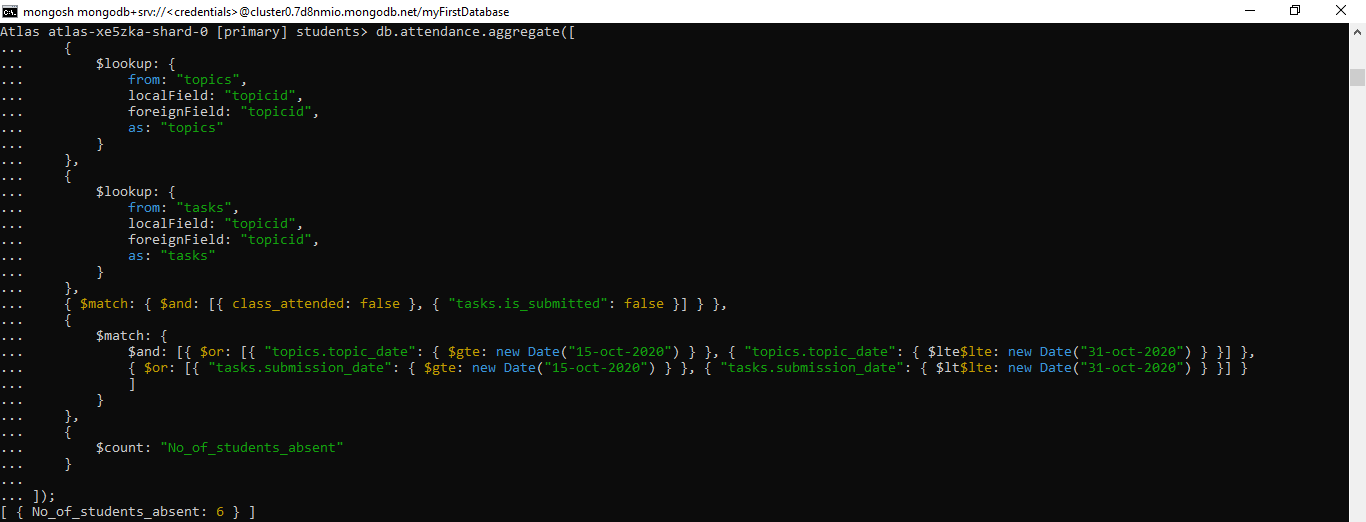 mongosh mongodb+srv://<credentials>@cluster0.7d8nmio.mongodb.net/myFirstDatabase
Atlas atlas-xe5zka-shard-0 [primary] students> db.attendance.aggregate([
...     {
...         $lookup: {
...             from: "topics",
...             localField: "topicid",
...             foreignField: "topicid",
...             as: "topics"
...         }
...     },
...     {
...         $lookup: {
...             from: "tasks",
...             localField: "topicid",
...             foreignField: "topicid",
...             as: "tasks"
...         }
...     },
...     { $match: { $and: [{ class_attended: false }, { "tasks.is_submitted": false }] } },
...     {
...         $match: {
...             $and: [{ $or: [{ "topics.topic_date": { $gte: new Date("15-oct-2020") } }, { "topics.topic_date": { $lte$lte: new Date("31-oct-2020") } }] },
...             { $or: [{ "tasks.submission_date": { $gte: new Date("15-oct-2020") } }, { "tasks.submission_date": { $lt$lte: new Date("31-oct-2020") } }] }
...             ]
...         }
...     },
...     {
...         $count: "No_of_students_absent"
...     }
...
... ]);
[ { No_of_students_absent: 6 } ]